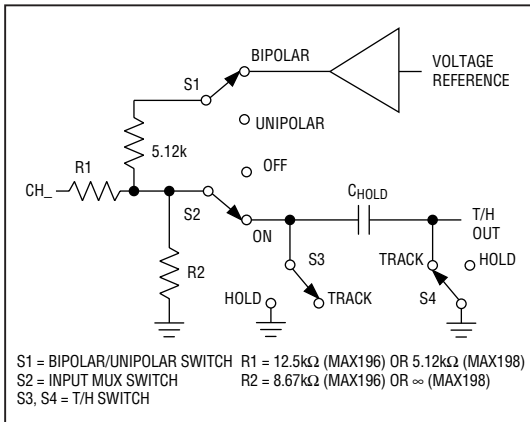 BIPOLAR
VOLTAGE
REFERENCE
S1
UNIPOLAR
5.12k
R1
OFF
CH_
S2
CHOLD
ON
T/H
OUT
S3
TRACK
HOLD
R2
HOLD
TRACK
S4
S1 = BIPOLAR/UNIPOLAR SWITCH
S2 = INPUT MUX SWITCH
S3, S4 = T/H SWITCH
R1 = 12.5kΩ (MAX196) OR 5.12kΩ (MAX198)
R2 = 8.67kΩ (MAX196) OR ∞ (MAX198)